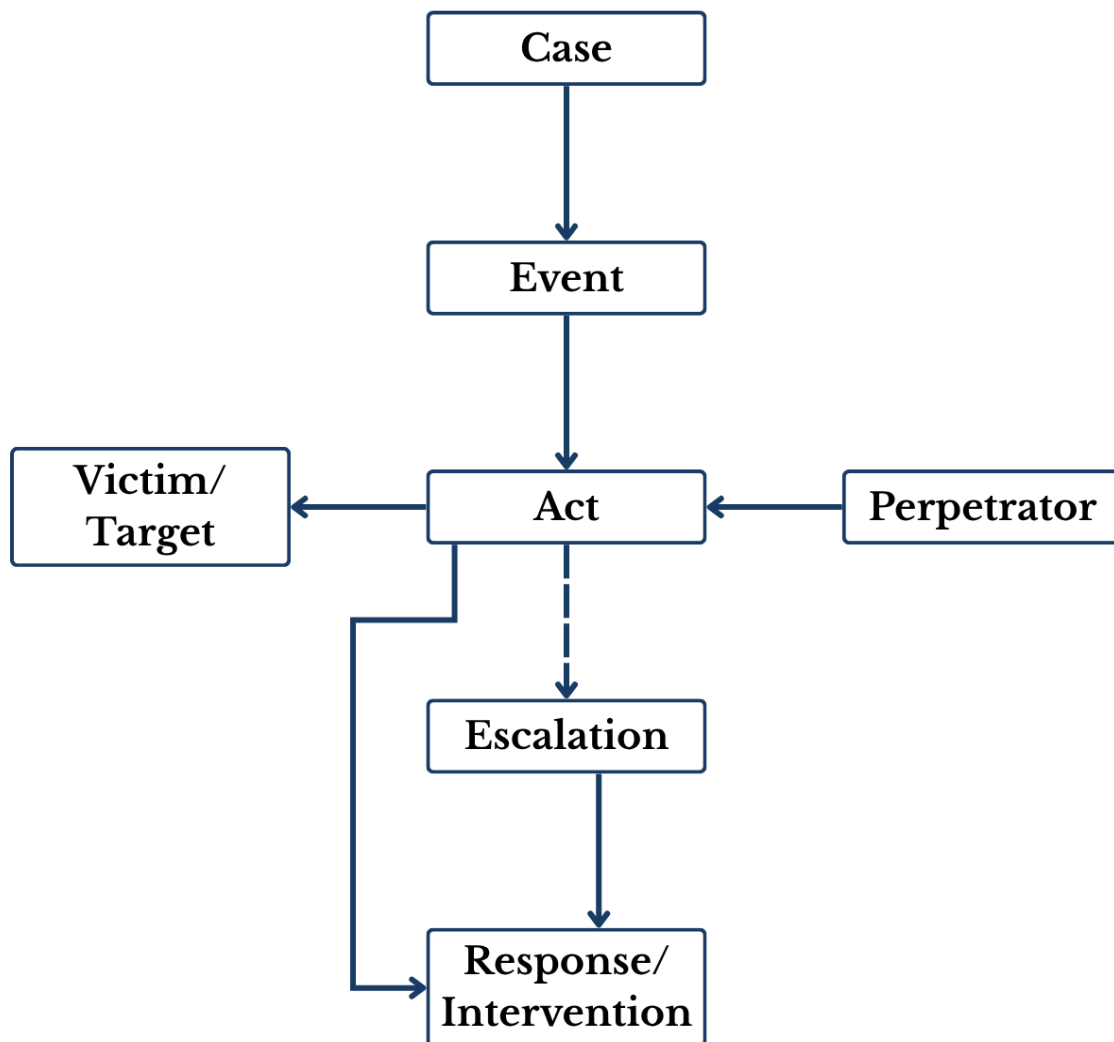 Case
Event
Victim/
Target
Act
Perpetrator
Escalation
Response/
Intervention